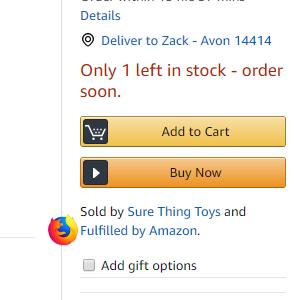 Details
Deliver to Zack - Avon 14414
Only 1 left in stock - order
soon.
Add to Cart
Buy Now
Sold by Sure Thing Toys and
Fulfilled by Amazon.
Add gift options